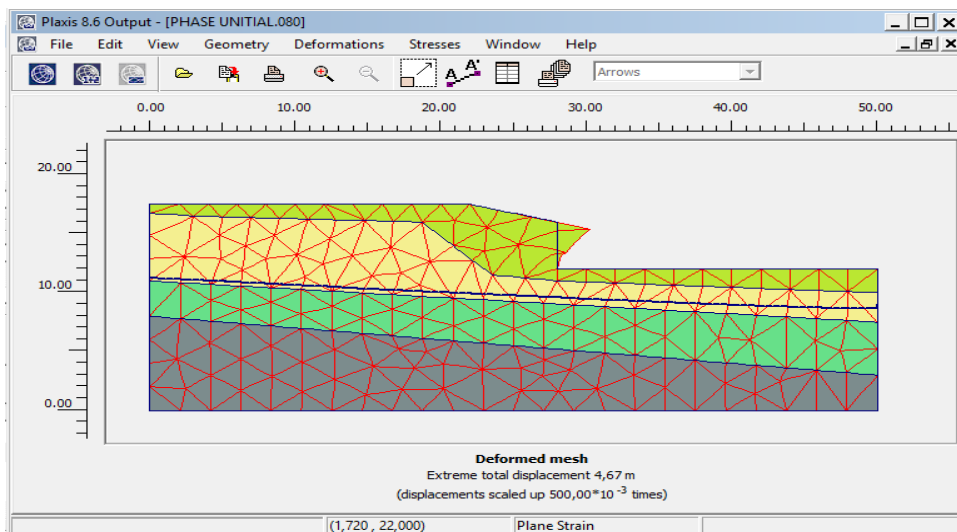 Plaxis 8.6 Output - [PHASE UNITIAL.080]
File Edit View Geometry Deformations Stresses Window Help
A A* Arrows
0.00 10.00 20.00 30.00 40.00 50.00
20.00
10.00
0.00
Deformed mesh
Extreme total displacement 4,67 m
(displacements scaled up 500,00*10 -3 times)
(1,720 , 22,000) Plane Strain